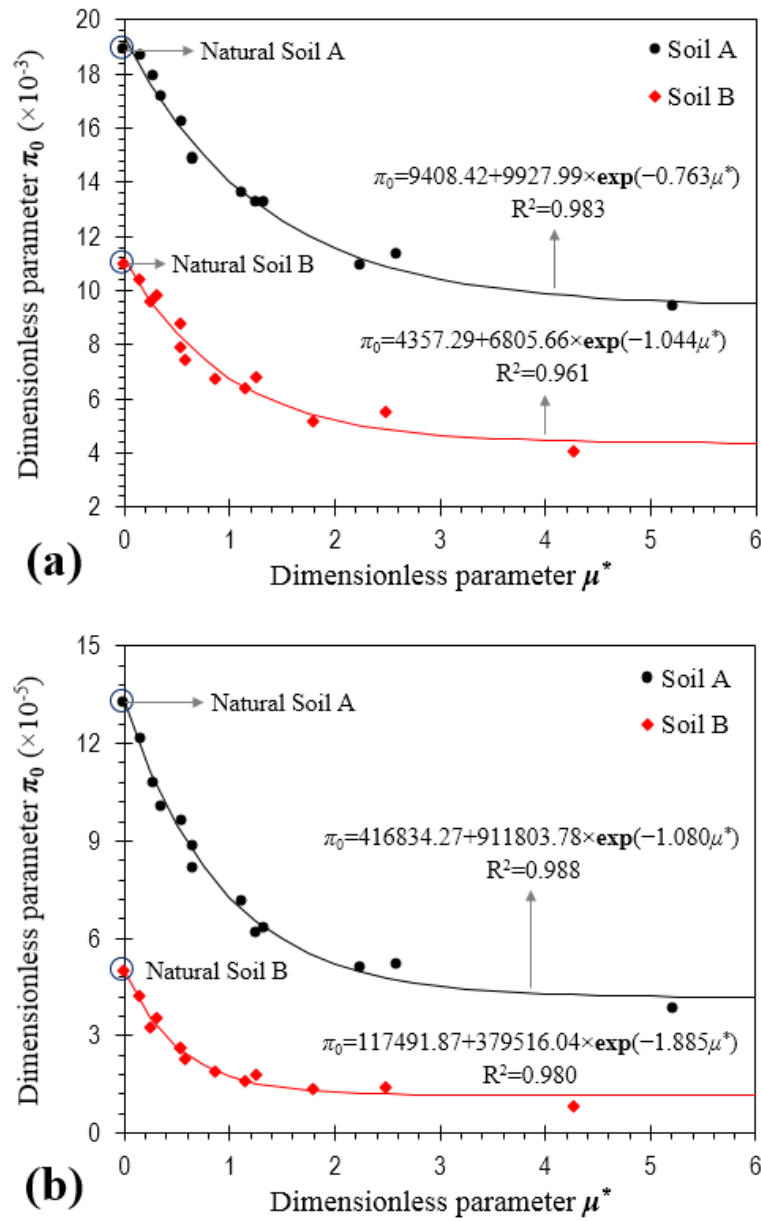 20
18
16
14
12
10
8
6
4
2
Dimensionless parameter π₀ (×10⁻³)
Natural Soil A
Soil A
Soil B
π₀=9408.42+9927.99×exp(−0.763μ*)
R²=0.983
Natural Soil B
π₀=4357.29+6805.66×exp(−1.044μ*)
R²=0.961
0 1 2 3 4 5 6
(a)
Dimensionless parameter μ*
15
12
9
6
3
0
Dimensionless parameter π₀ (×10⁻⁵)
Natural Soil A
Soil A
Soil B
π₀=416834.27+911803.78×exp(−1.080μ*)
R²=0.988
Natural Soil B
π₀=117491.87+379516.04×exp(−1.885μ*)
R²=0.980
0 1 2 3 4 5 6
(b)
Dimensionless parameter μ*